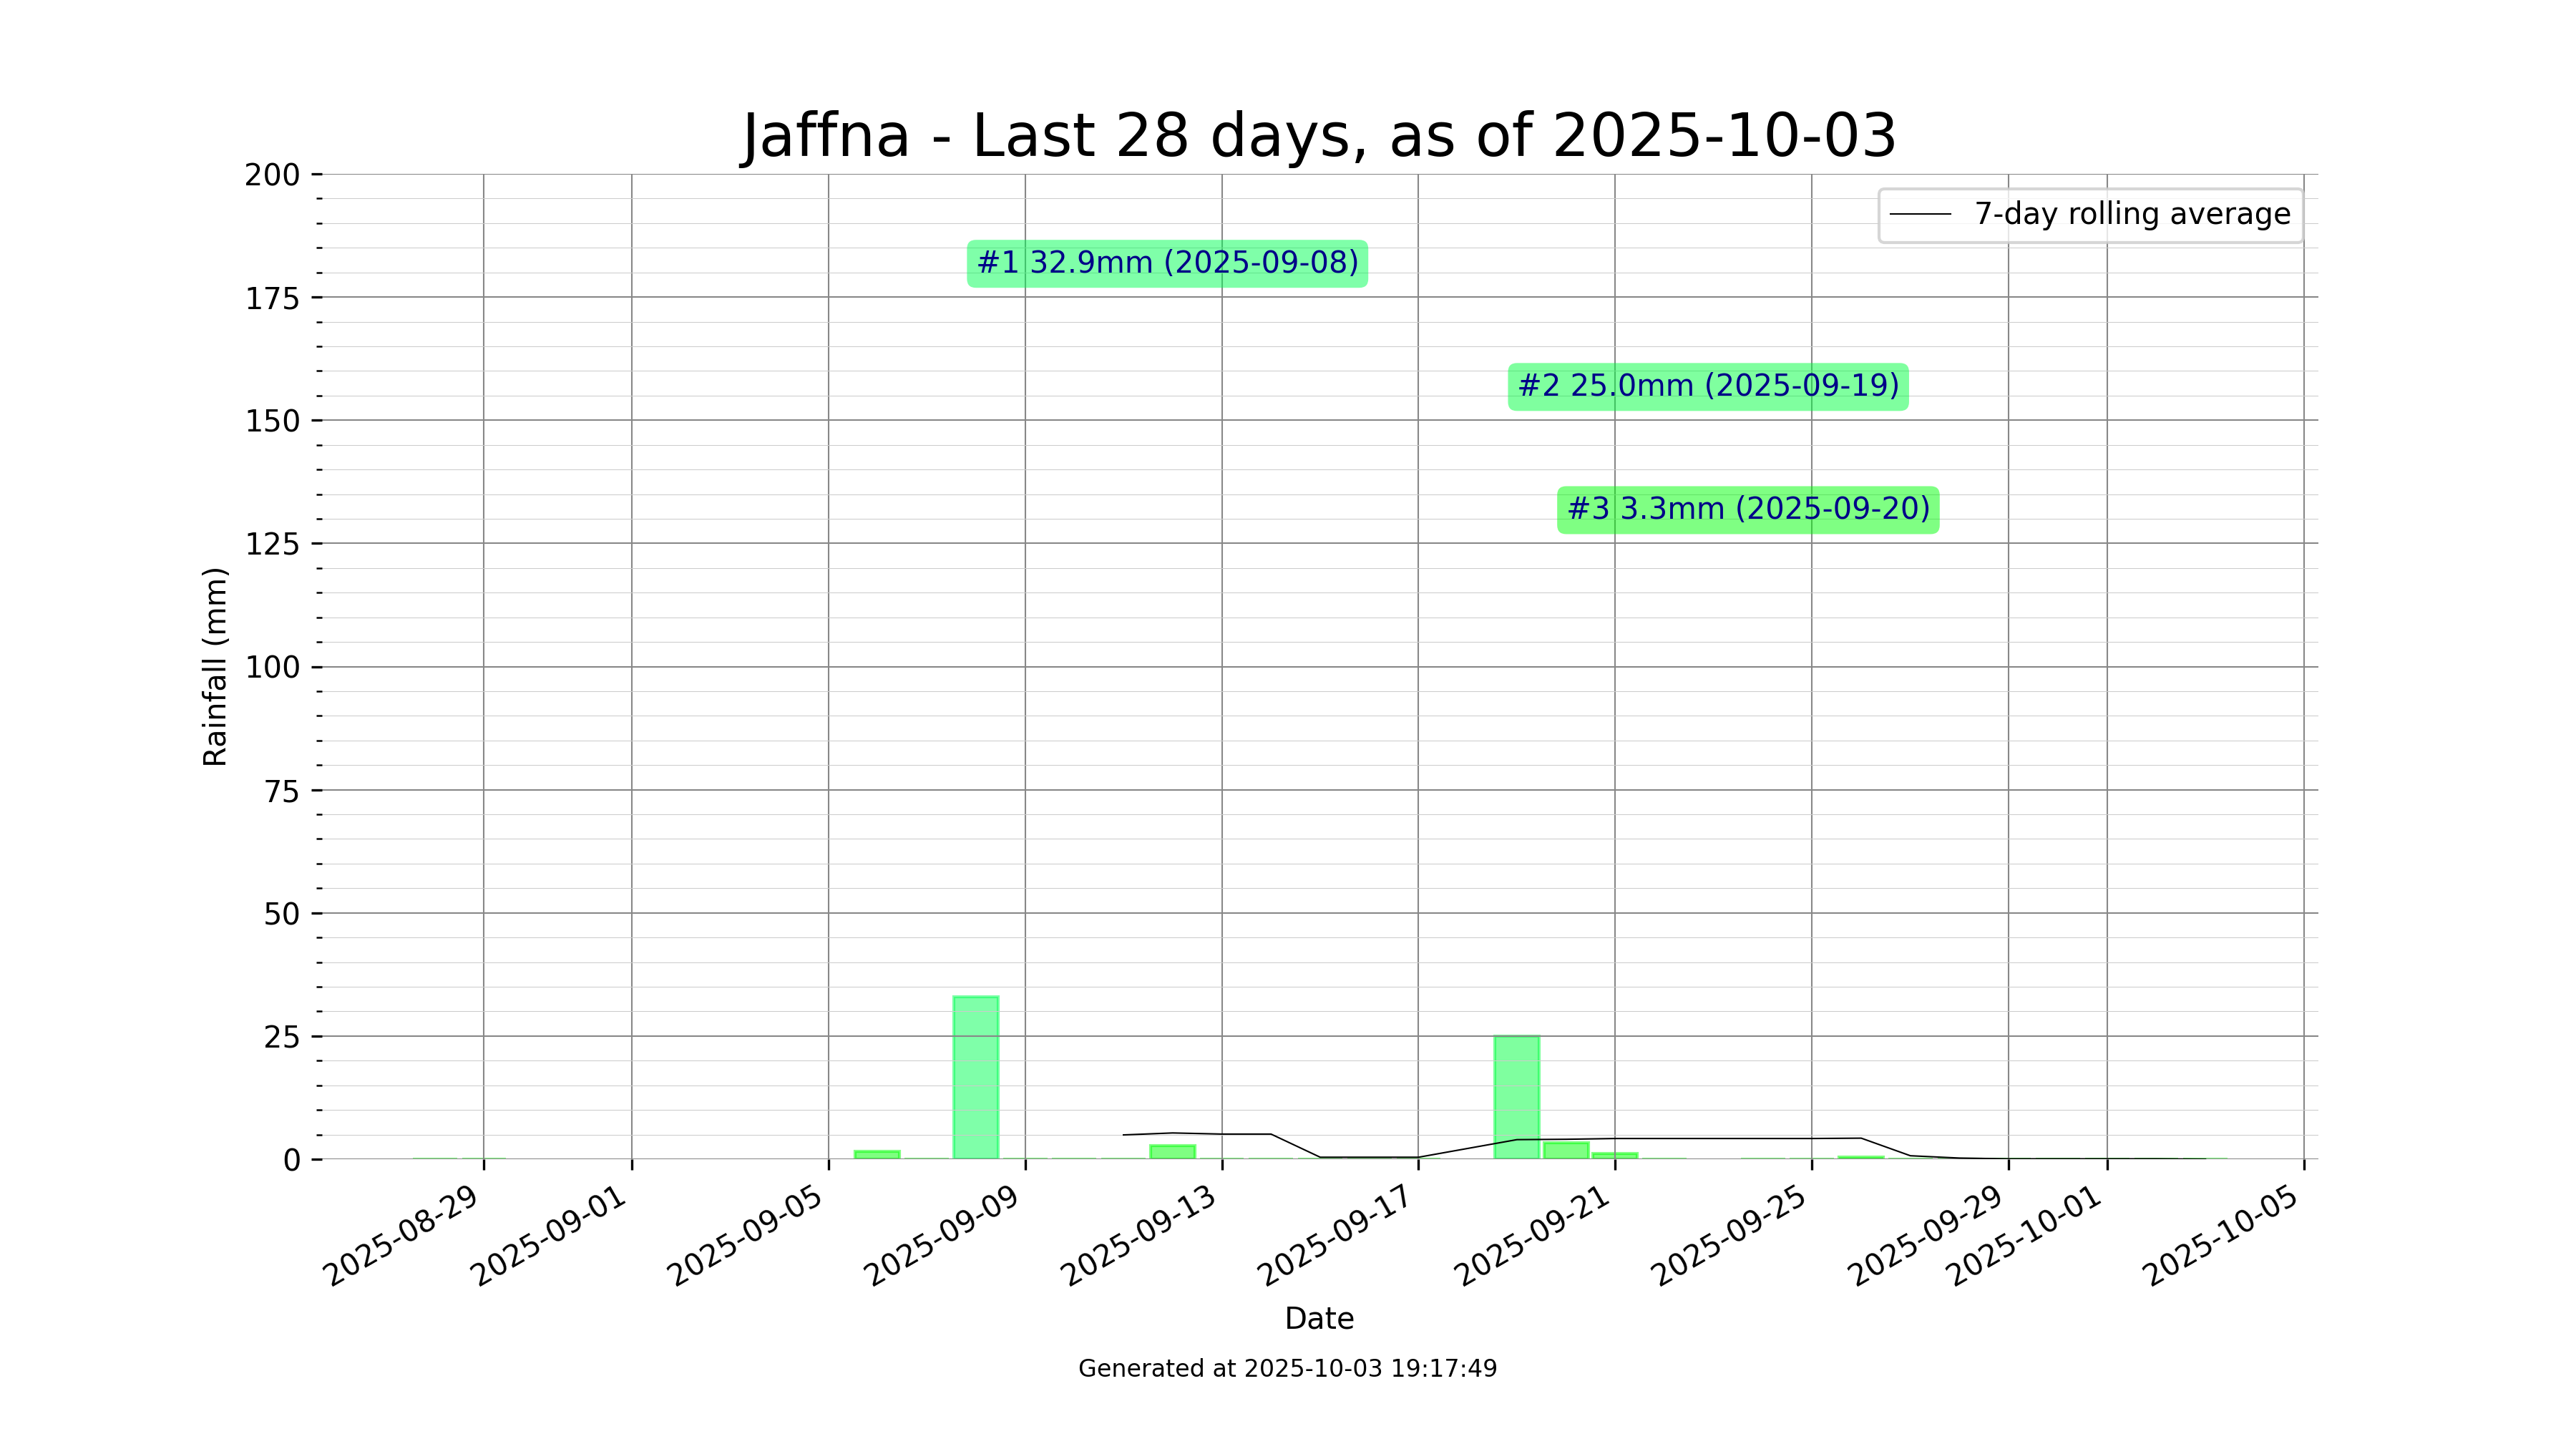 Jaffna - Last 28 days, as of 2025-10-03
200
175
150
125
100
75
50
25
0
Rainfall (mm)
7-day rolling average
#1 32.9mm (2025-09-08)
#2 25.0mm (2025-09-19)
#3 3.3mm (2025-09-20)
2025-08-29
2025-09-01
2025-09-05
2025-09-09
2025-09-13
2025-09-17
2025-09-21
2025-09-25
2025-09-29
2025-10-01
2025-10-05
Date
Generated at 2025-10-03 19:17:49